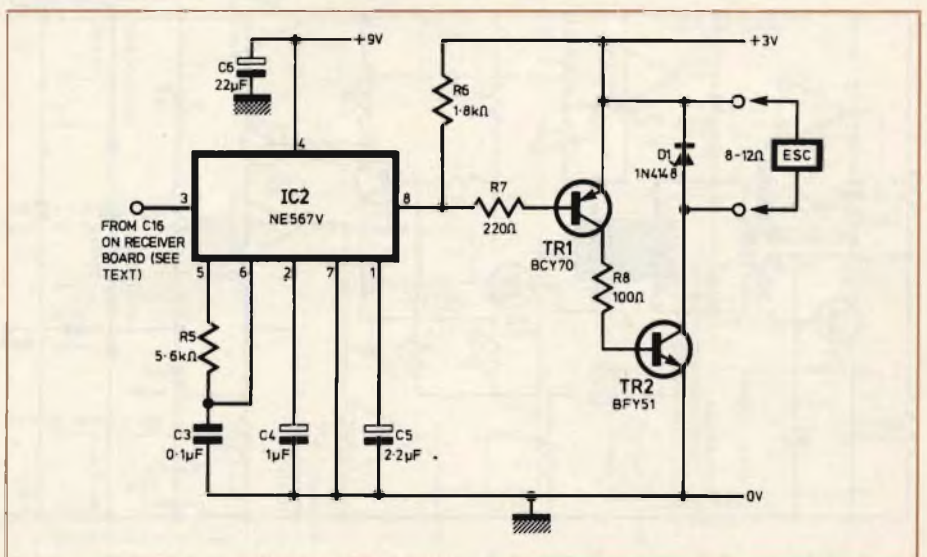 +9V
+3V
C6
22µF
R6
1·8kΩ
4
D1
1N4148
8-12Ω
ESC
3
IC2
NE567V
8
R7
220Ω
FROM C16
ON RECEIVER
BOARD (SEE
TEXT)
TR1
BCY70
5
6
2
7
1
R8
100Ω
R5
5·6kΩ
TR2
BFY51
C3
0·1µF
C4
1µF
C5
2·2µF
0V